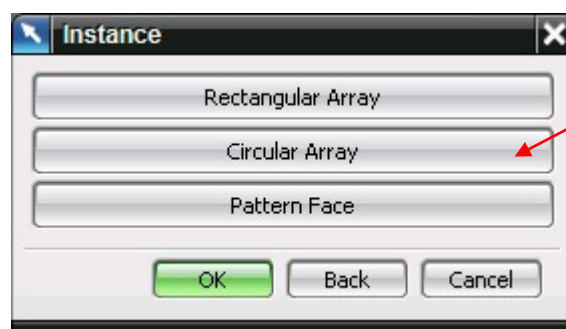 Instance
Rectangular Array
Circular Array
Pattern Face
OK Back Cancel